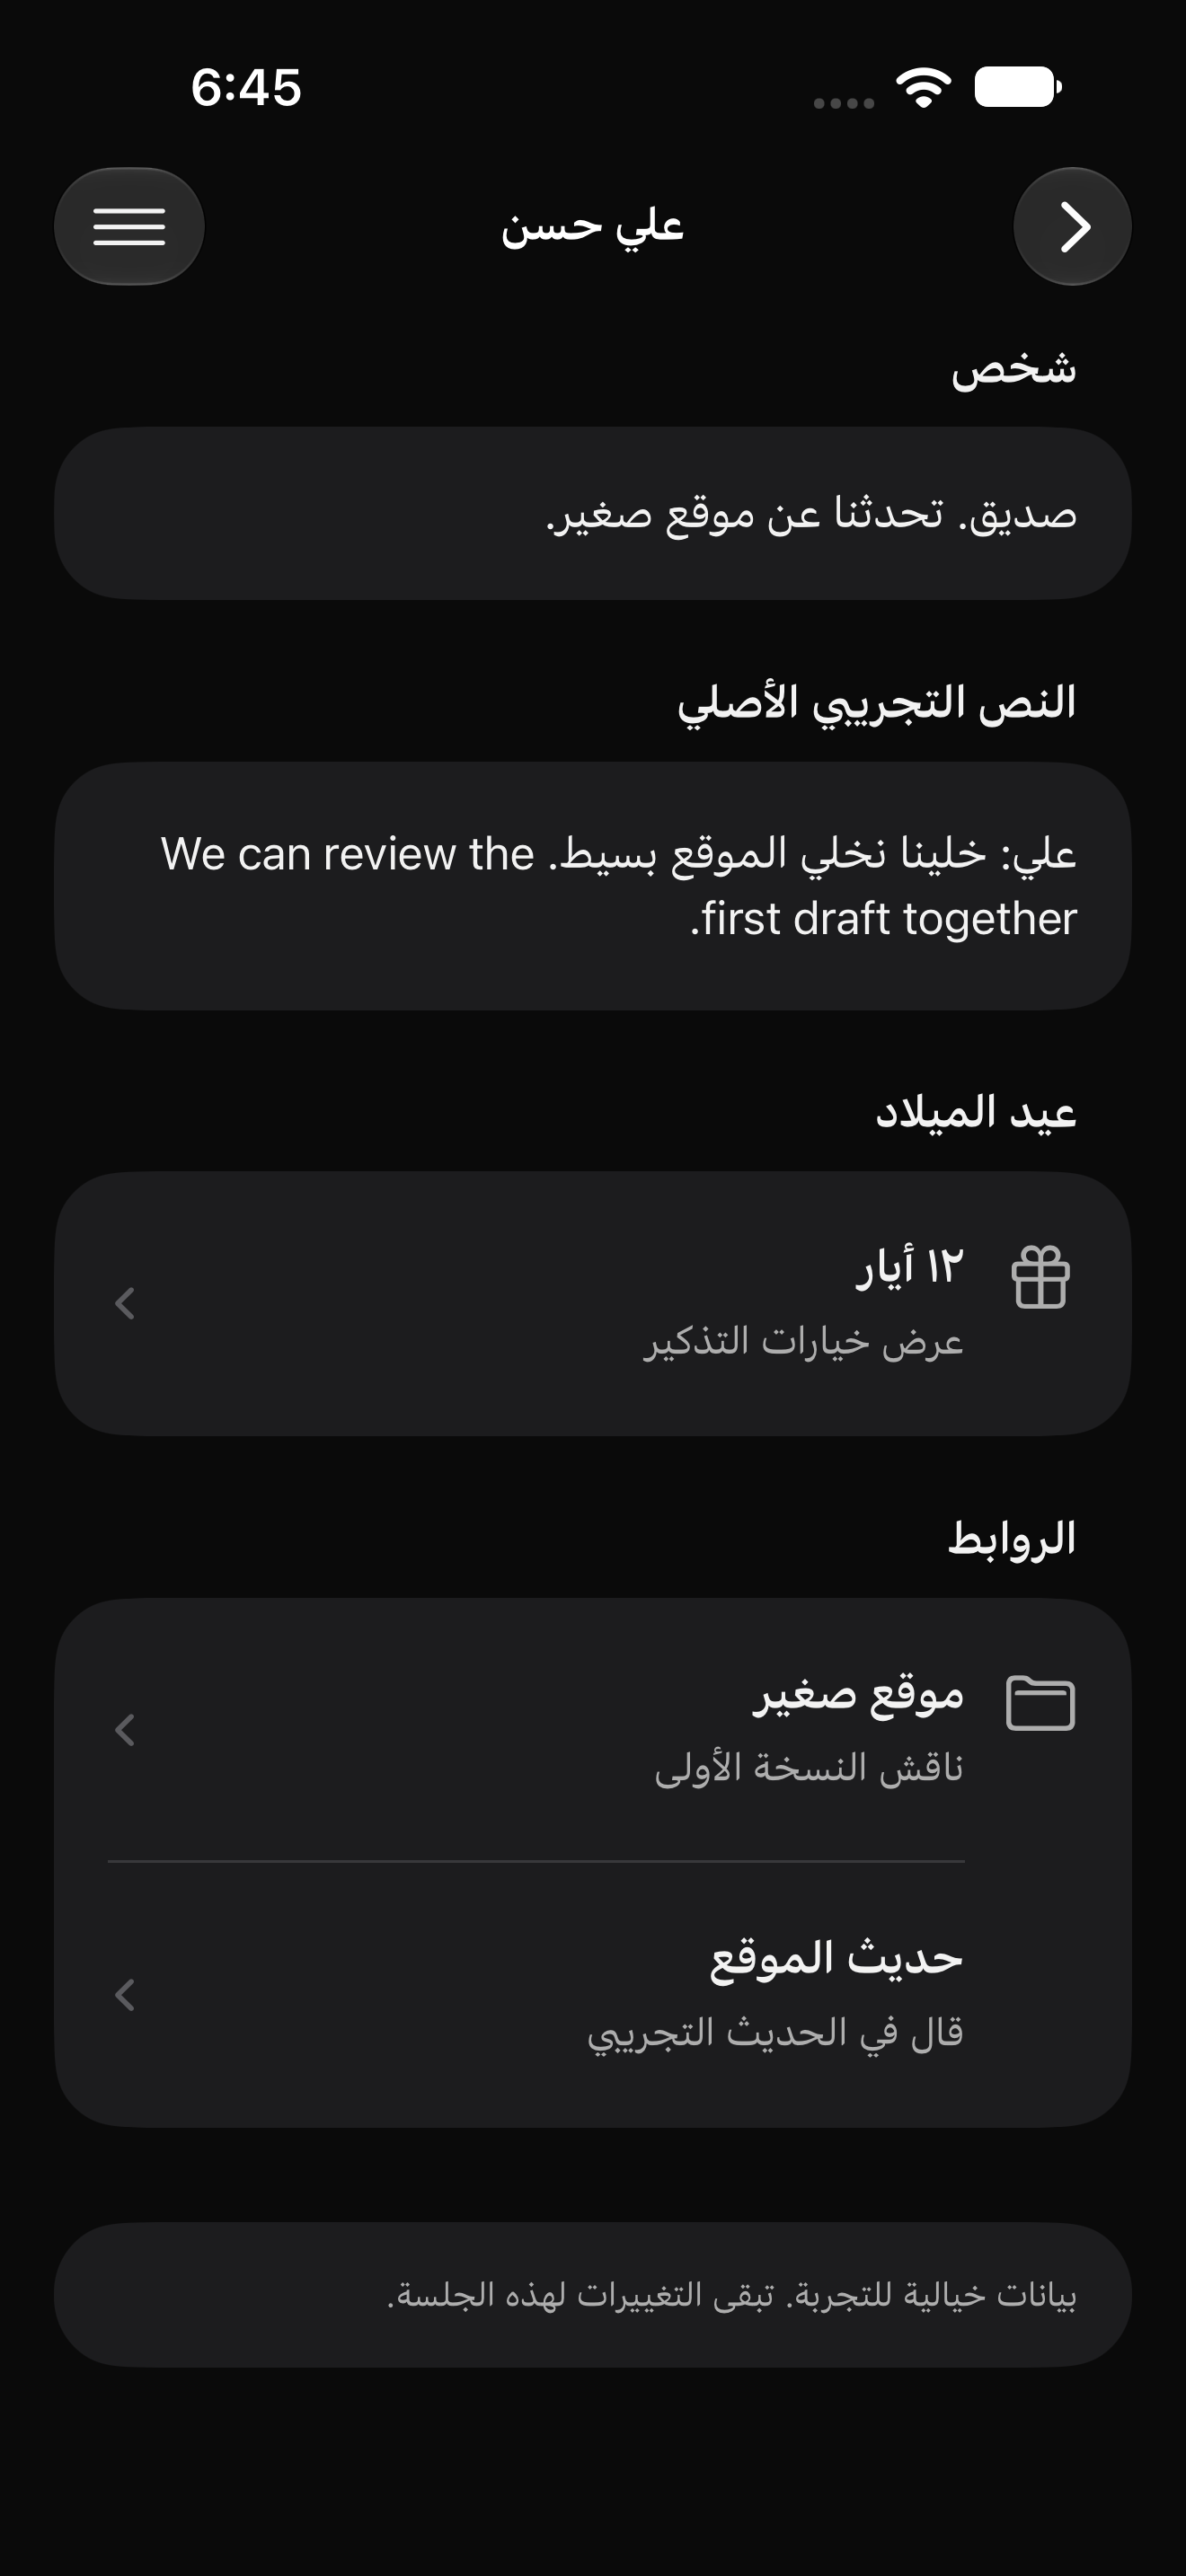 6:45
علي حسن
شخص
صديق. تحدثنا عن موقع صغير.
النص التجريبي الأصلي
علي: خلينا نخلي الموقع بسيط. We can review the
first draft together.
عيد الميلاد
١٢ أيار
عرض خيارات التذكير
الروابط
موقع صغير
ناقش النسخة الأولى
حديث الموقع
قال في الحديث التجريبي
بيانات خيالية للتجربة. تبقى التغييرات لهذه الجلسة.